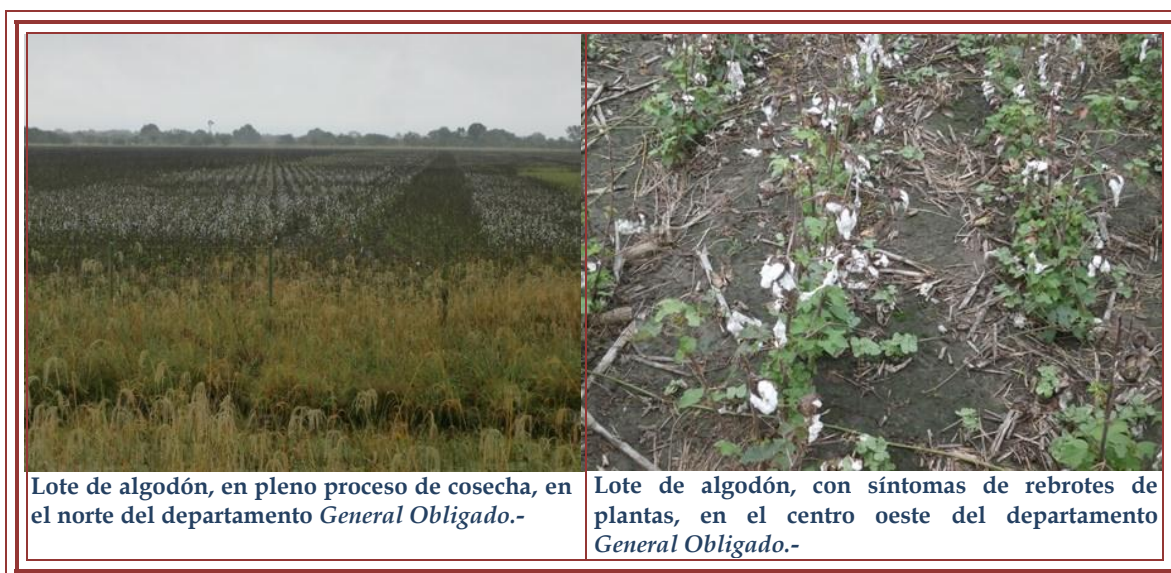 Lote de algodón, en pleno proceso de cosecha, en
el norte del departamento General Obligado.-
Lote de algodón, con síntomas de rebrotes de
plantas, en el centro oeste del departamento
General Obligado.-